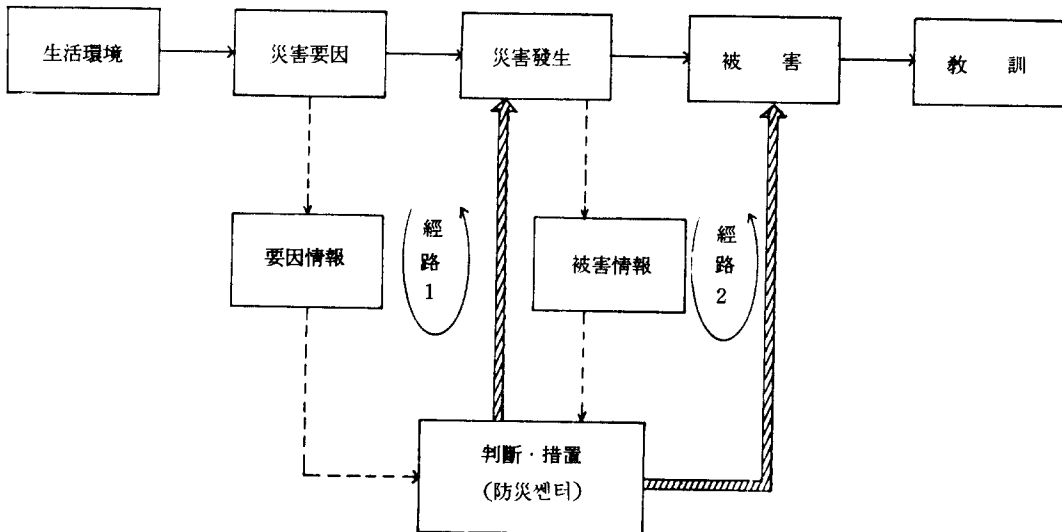 生活環境
災害要因
災害發生
被 害
教 訓
要因情報
經
路
1
被害情報
經
路
2
判斷·措置
(防災쎈터)